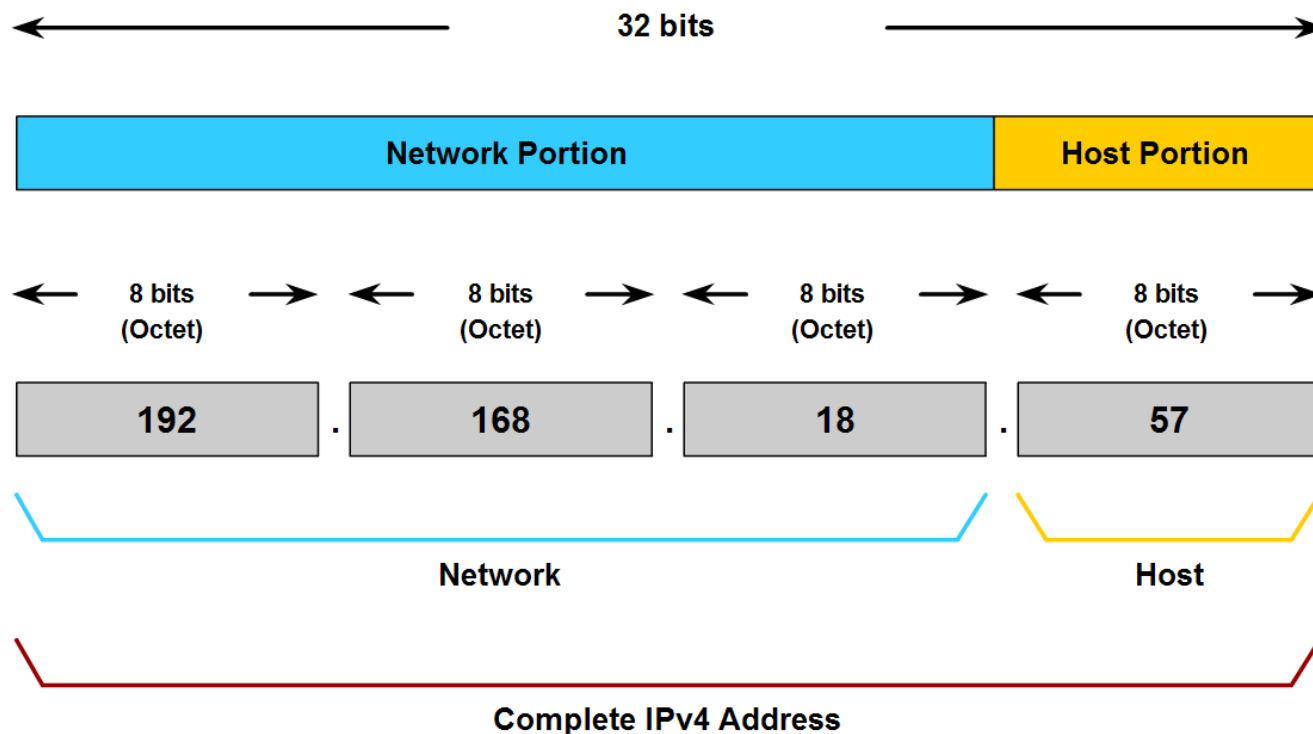 32 bits
Network Portion Host Portion
8 bits 8 bits 8 bits 8 bits
(Octet) (Octet) (Octet) (Octet)
192 . 168 . 18 . 57
Network Host
Complete IPv4 Address